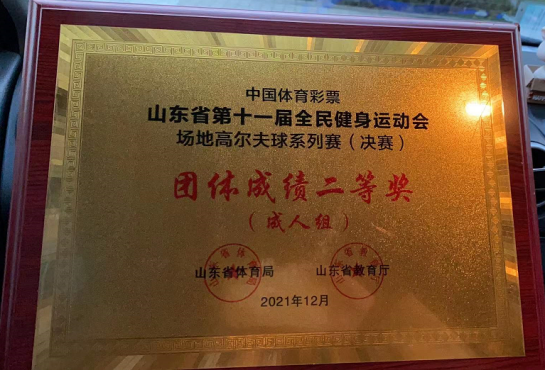 中国体育彩票
山东省第十一届全民健身运动会
场地高尔夫球系列赛（决赛）
团体成绩二等奖
（成人组）
山东省体育局 山东省教育厅
2021年12月